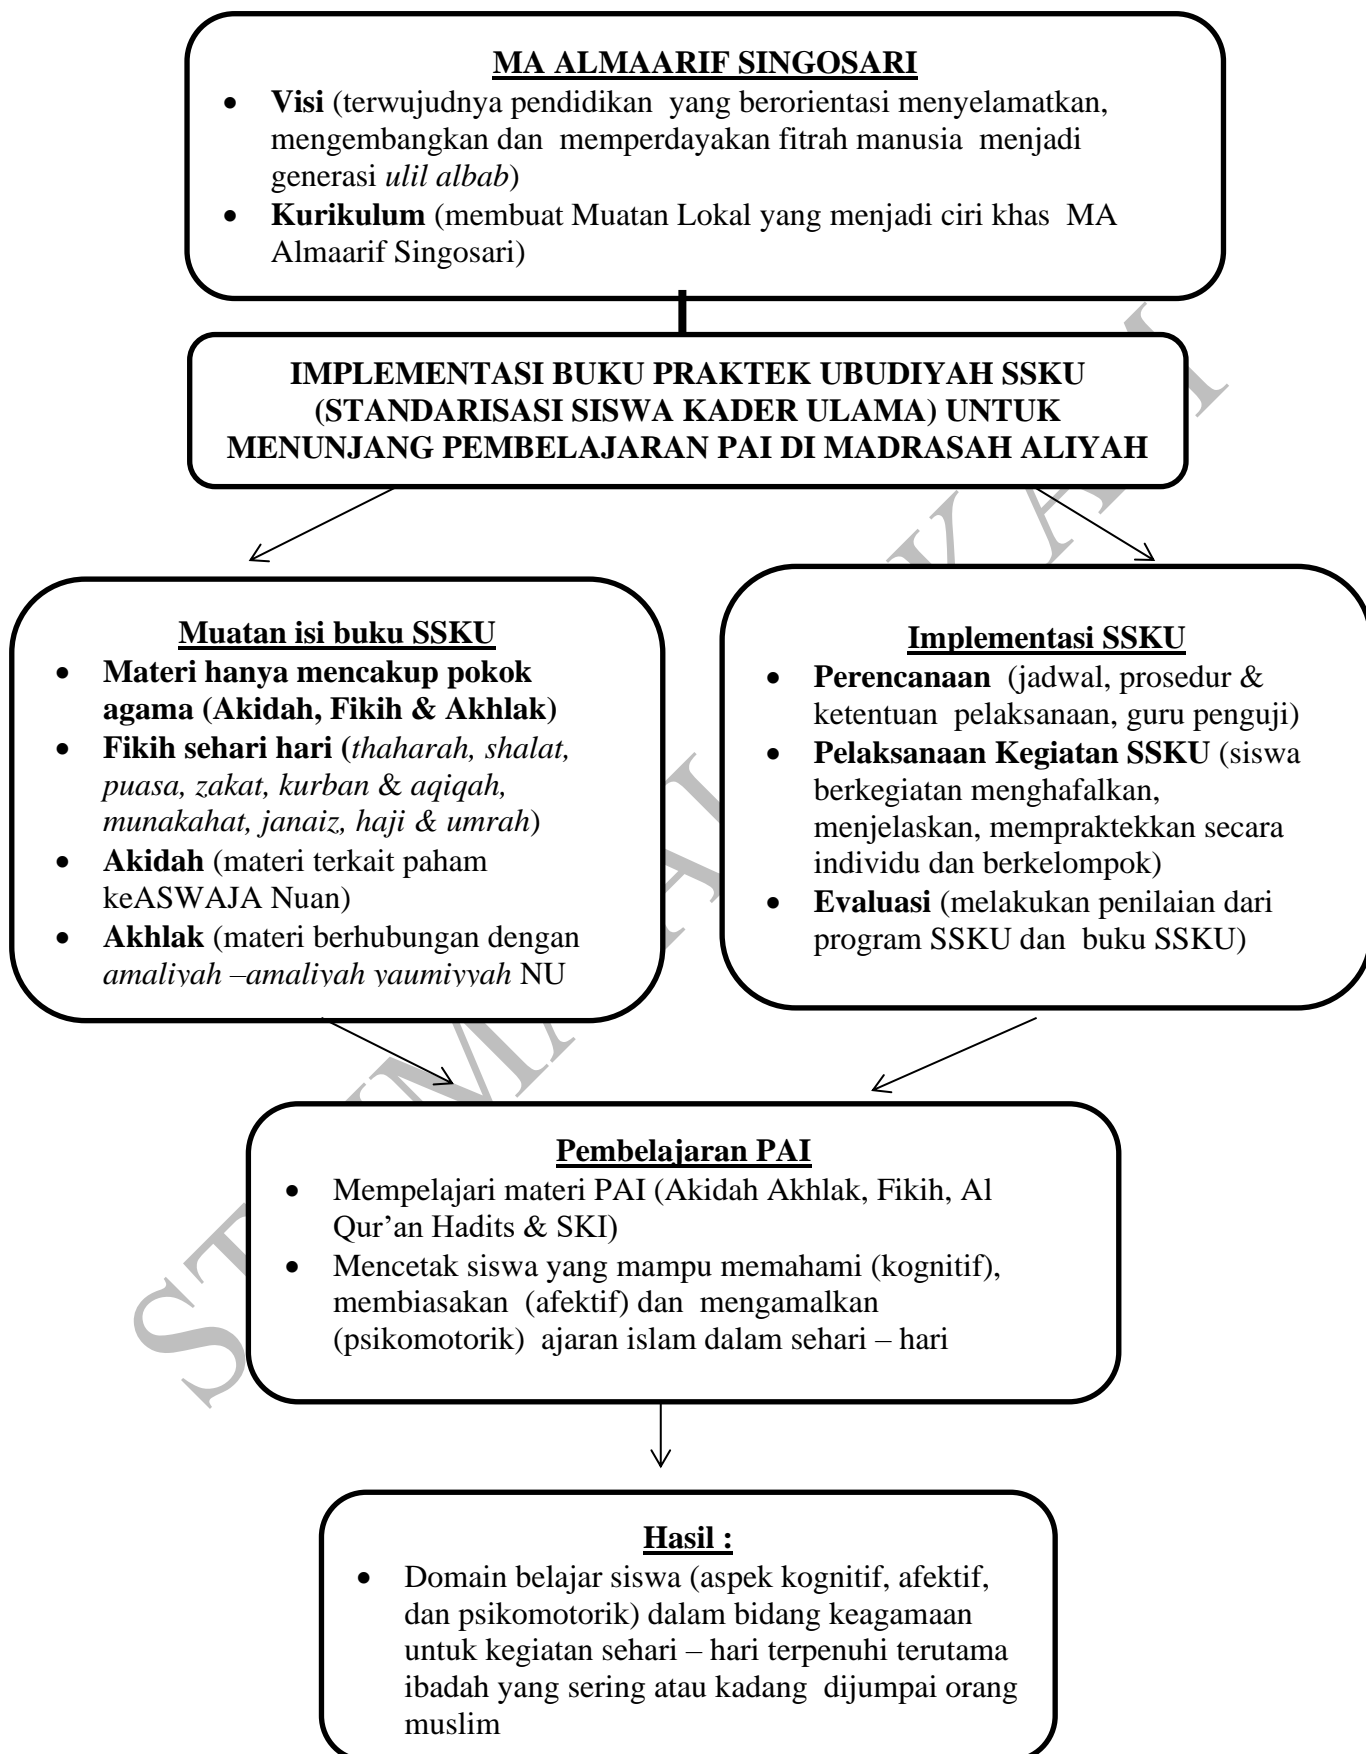 MA ALMAARIF SINGOSARI
• Visi (terwujudnya pendidikan yang berorientasi menyelamatkan,
mengembangkan dan memperdayakan fitrah manusia menjadi
generasi ulil albab)
• Kurikulum (membuat Muatan Lokal yang menjadi ciri khas MA
Almaarif Singosari)
IMPLEMENTASI BUKU PRAKTEK UBUDIYAH SSKU
(STANDARISASI SISWA KADER ULAMA) UNTUK
MENUNJANG PEMBELAJARAN PAI DI MADRASAH ALIYAH
Muatan isi buku SSKU
• Materi hanya mencakup pokok
agama (Akidah, Fikih & Akhlak)
• Fikih sehari hari (thaharah, shalat,
puasa, zakat, kurban & aqiqah,
munakahat, janaiz, haji & umrah)
• Akidah (materi terkait paham
keASWAJA Nuan)
• Akhlak (materi berhubungan dengan
amaliyah –amaliyah yaumiyyah NU
Implementasi SSKU
• Perencanaan (jadwal, prosedur &
ketentuan pelaksanaan, guru penguji)
• Pelaksanaan Kegiatan SSKU (siswa
berkegiatan menghafalkan,
menjelaskan, mempraktekkan secara
individu dan berkelompok)
• Evaluasi (melakukan penilaian dari
program SSKU dan buku SSKU)
Pembelajaran PAI
• Mempelajari materi PAI (Akidah Akhlak, Fikih, Al
Qur’an Hadits & SKI)
• Mencetak siswa yang mampu memahami (kognitif),
membiasakan (afektif) dan mengamalkan
(psikomotorik) ajaran islam dalam sehari – hari
Hasil :
• Domain belajar siswa (aspek kognitif, afektif,
dan psikomotorik) dalam bidang keagamaan
untuk kegiatan sehari – hari terpenuhi terutama
ibadah yang sering atau kadang dijumpai orang
muslim